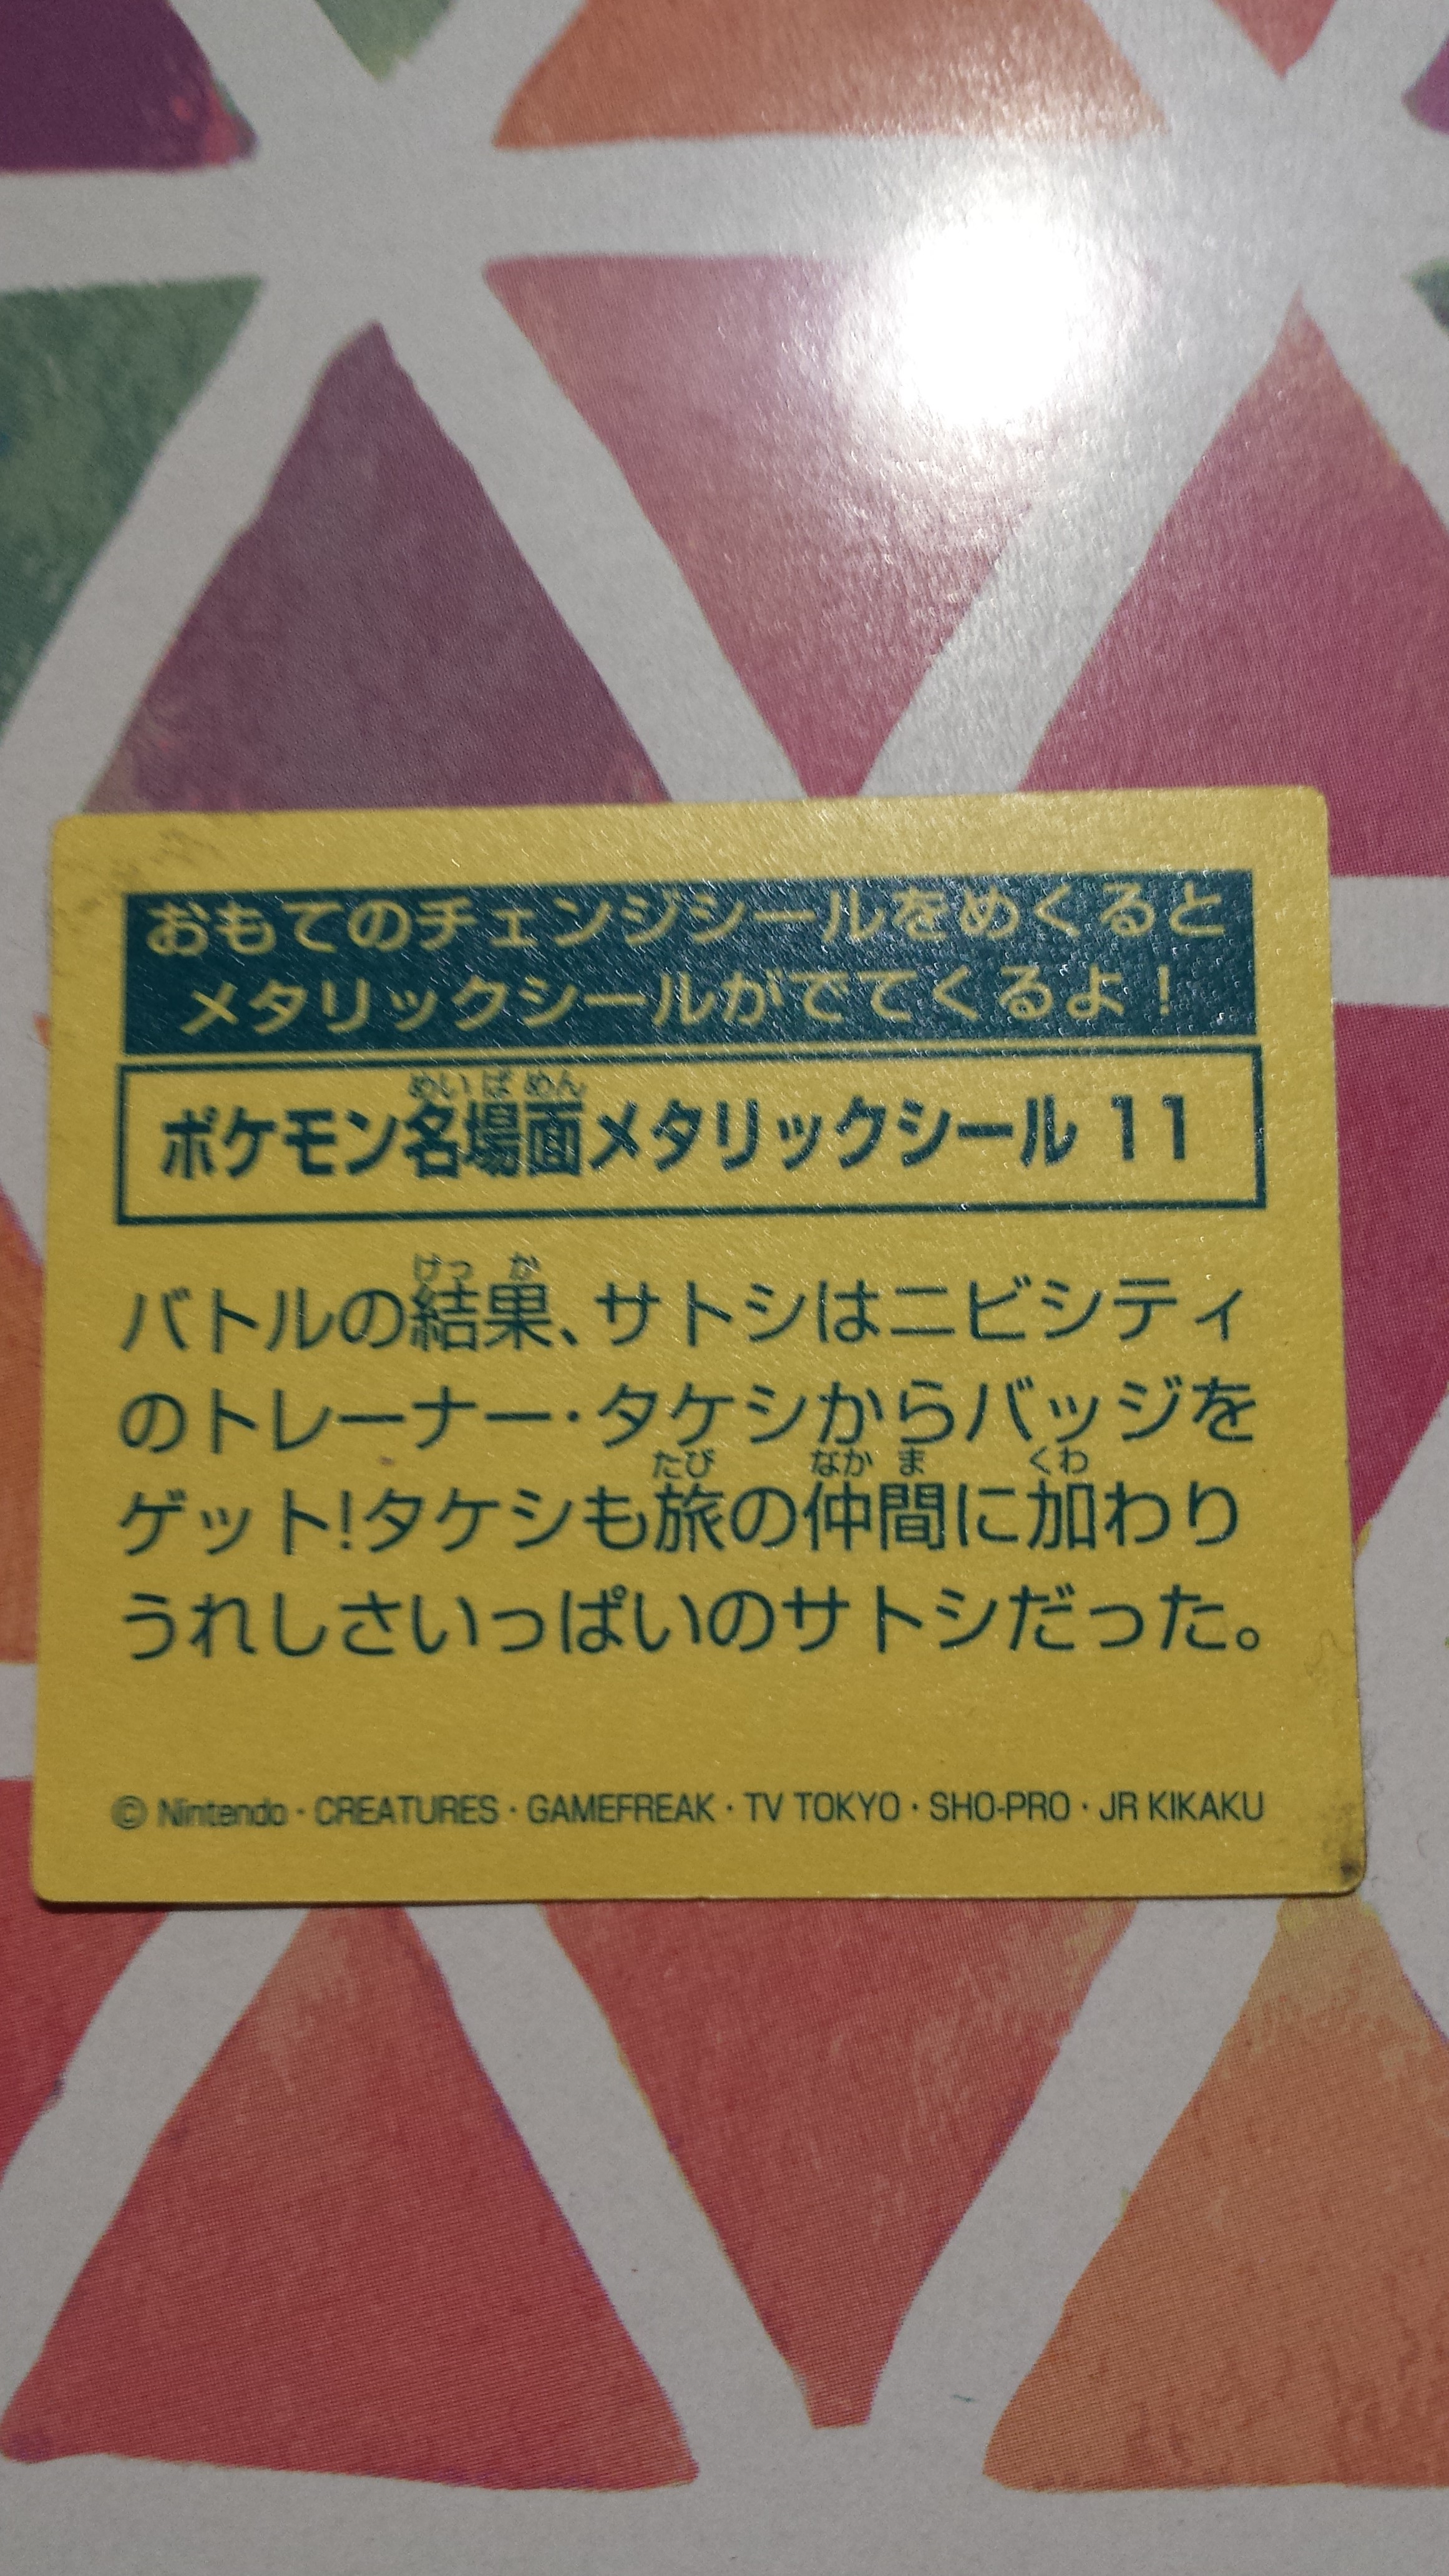 おもてのチェンジシールをめくると
メタリックシールがでてくるよ！
めいばめん
ポケモン名場面メタリックシール 11
けっか
バトルの結果、サトシはニビシティ
のトレーナー・タケシからバッジを
たび なかま くわ
ゲット!タケシも旅の仲間に加わり
うれしさいっぱいのサトシだった。
© Nintendo・CREATURES・GAMEFREAK・TV TOKYO・SHO-PRO・JR KIKAKU